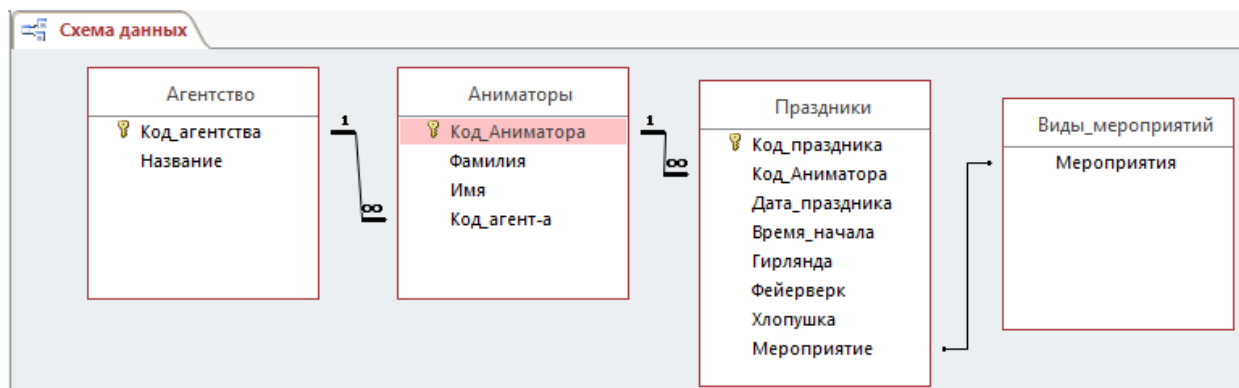 Схема данных
Агентство
Код_агентства
Название
1
∞
Аниматоры
Код_Аниматора
Фамилия
Имя
Код_агент-а
1
∞
Праздники
Код_праздника
Код_Аниматора
Дата_праздника
Время_начала
Гирлянда
Фейерверк
Хлопушка
Мероприятие
Виды_мероприятий
Мероприятия